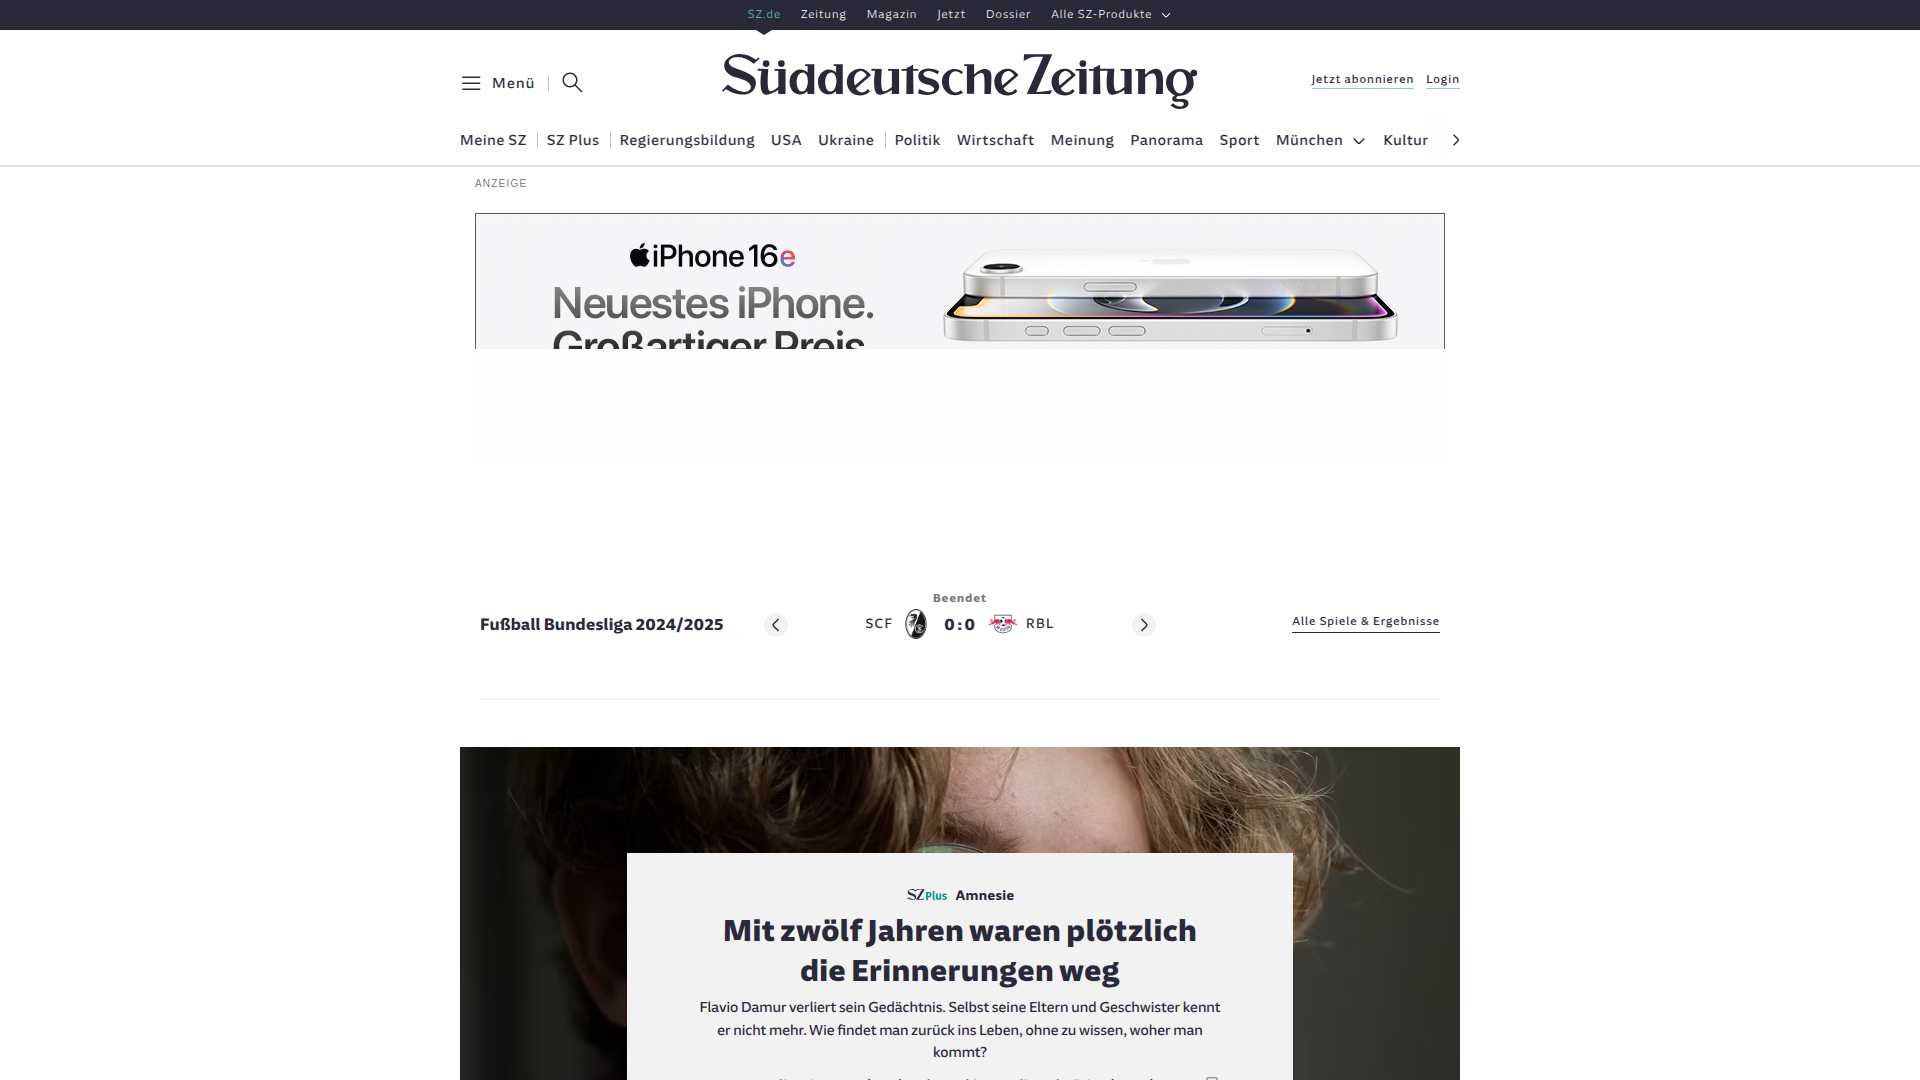 SZ.de Zeitung Magazin Jetzt Dossier Alle SZ-Produkte
Menü
Süddeutsche Zeitung
Jetzt abonnieren Login
Meine SZ SZ Plus Regierungsbildung USA Ukraine Politik Wirtschaft Meinung Panorama Sport München Kultur
ANZEIGE
iPhone 16e
Neuestes iPhone.
Großartiger Preis
Beendet
Fußball Bundesliga 2024/2025
SCF 0:0 RBL
Alle Spiele & Ergebnisse
SZ Plus Amnesie
Mit zwölf Jahren waren plötzlich
die Erinnerungen weg
Flavio Damur verliert sein Gedächtnis. Selbst seine Eltern und Geschwister kennt
er nicht mehr. Wie findet man zurück ins Leben, ohne zu wissen, woher man
kommt?